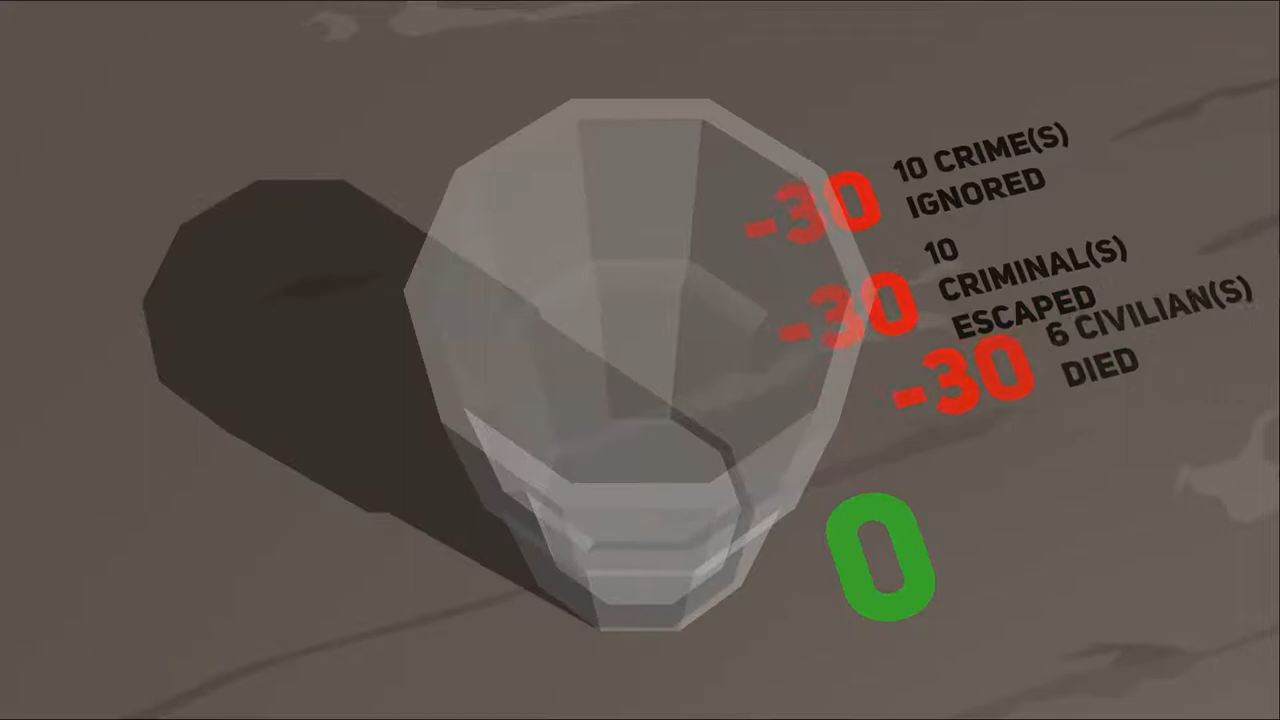 -30 10 CRIME(S)
IGNORED
10
-30 CRIMINAL(S)
ESCAPED
-30 6 CIVILIAN(S)
DIED
0